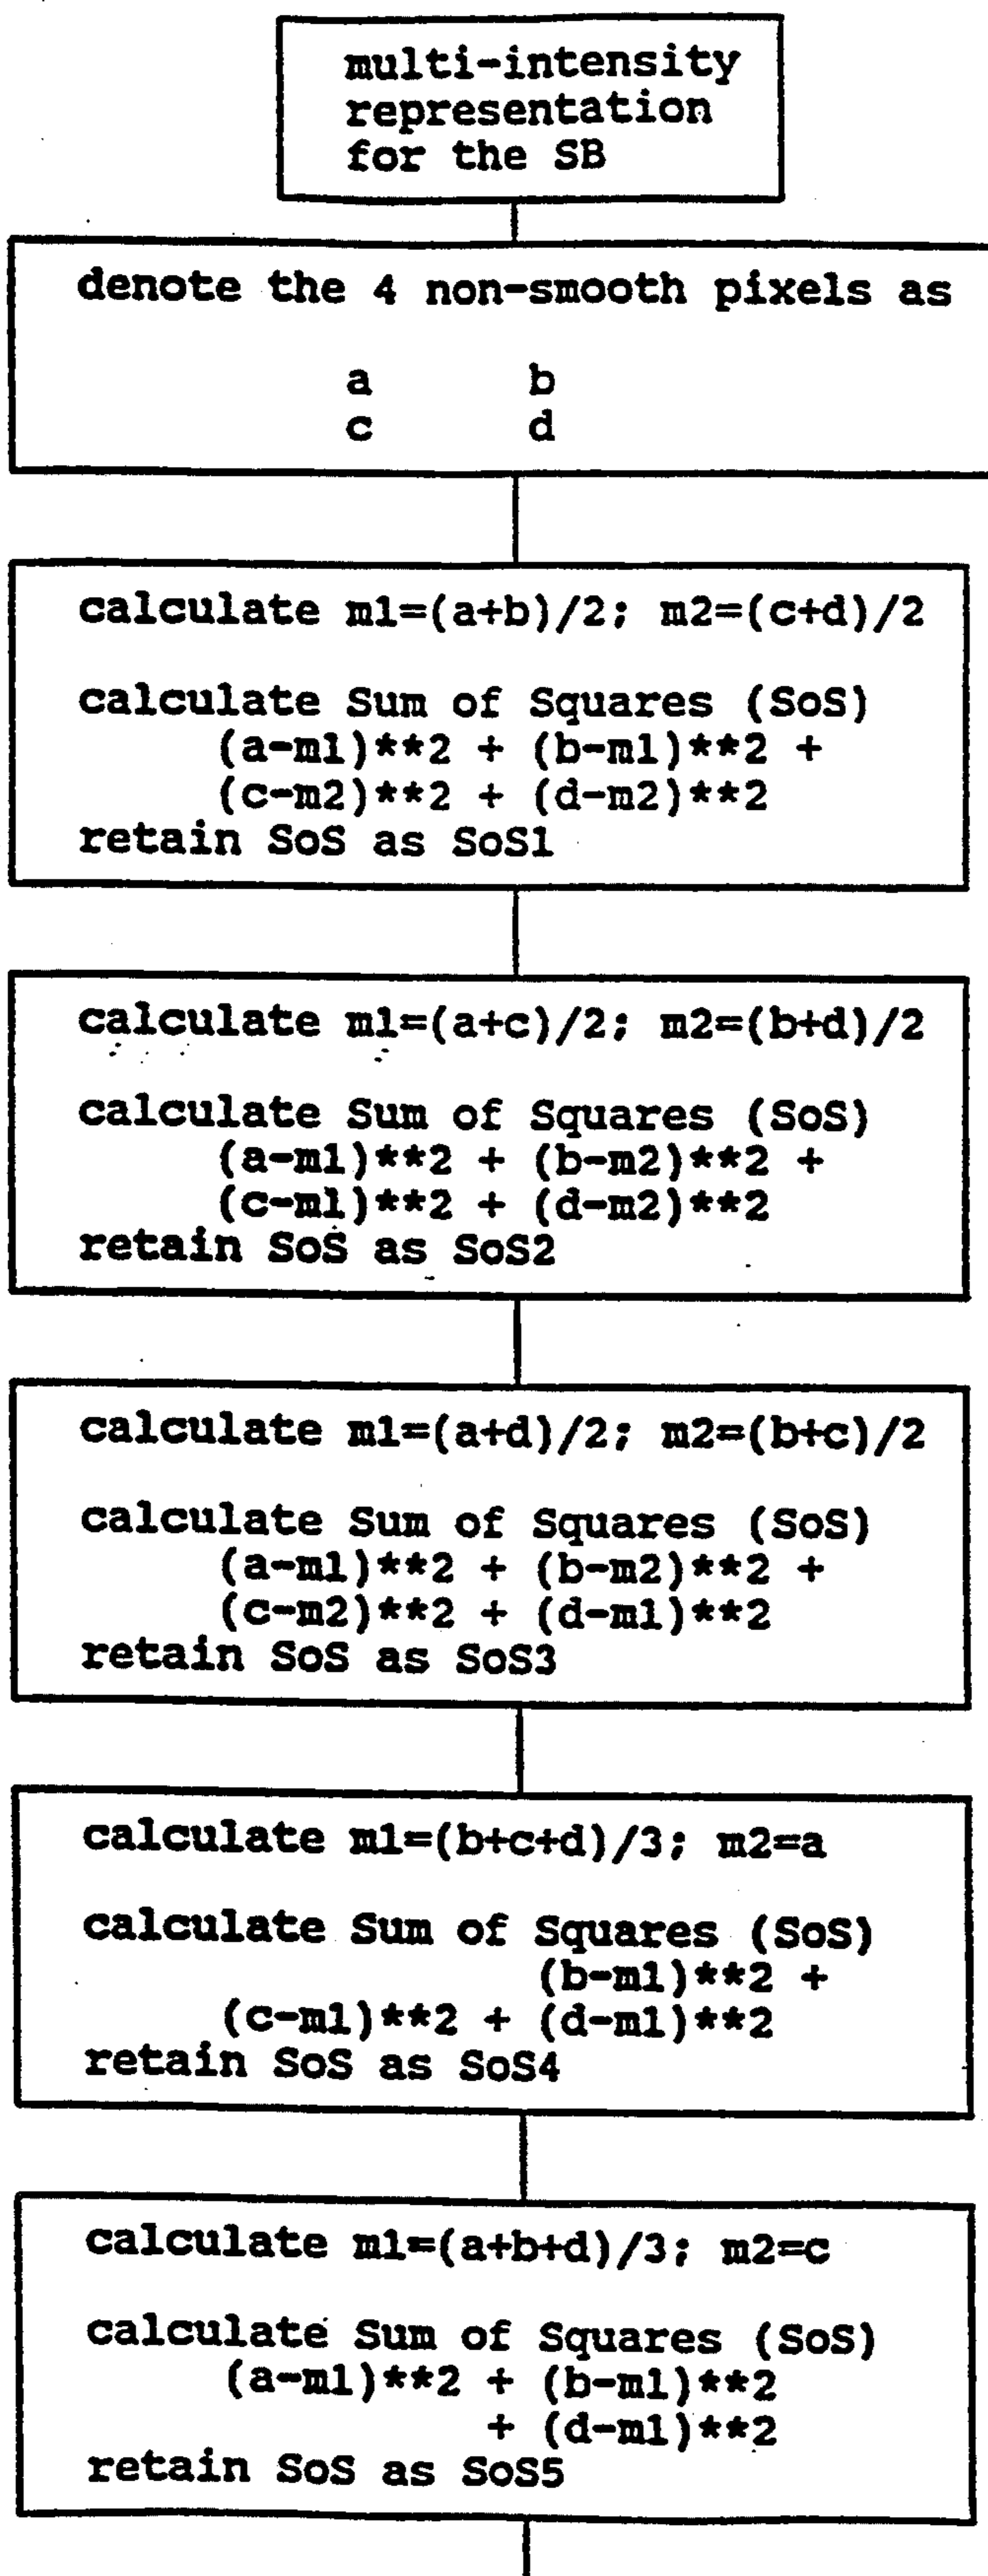 multi-intensity
representation
for the SB
denote the 4 non-smooth pixels as
a b
c d
calculate m1=(a+b)/2; m2=(c+d)/2
calculate Sum of Squares (SoS)
(a-m1)**2 + (b-m1)**2 +
(c-m2)**2 + (d-m2)**2
retain SoS as SoS1
calculate m1=(a+c)/2; m2=(b+d)/2
calculate Sum of Squares (SoS)
(a-m1)**2 + (b-m2)**2 +
(c-m1)**2 + (d-m2)**2
retain SoS as SoS2
calculate m1=(a+d)/2; m2=(b+c)/2
calculate Sum of Squares (SoS)
(a-m1)**2 + (b-m2)**2 +
(c-m2)**2 + (d-m1)**2
retain SoS as SoS3
calculate m1=(b+c+d)/3; m2=a
calculate Sum of Squares (SoS)
(b-m1)**2 +
(c-m1)**2 + (d-m1)**2
retain SoS as SoS4
calculate m1=(a+b+d)/3; m2=c
calculate Sum of Squares (SoS)
(a-m1)**2 + (b-m1)**2
+ (d-m1)**2
retain SoS as SoS5